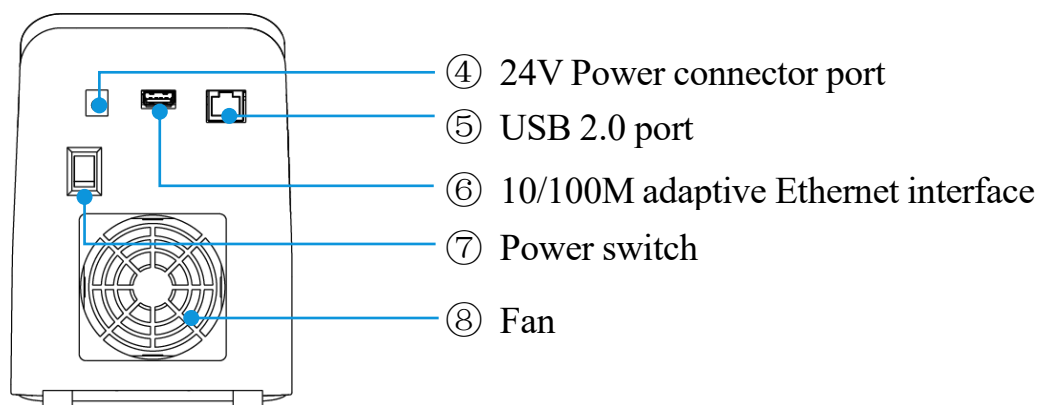 ④ 24V Power connector port
⑤ USB 2.0 port
⑥ 10/100M adaptive Ethernet interface
⑦ Power switch
⑧ Fan